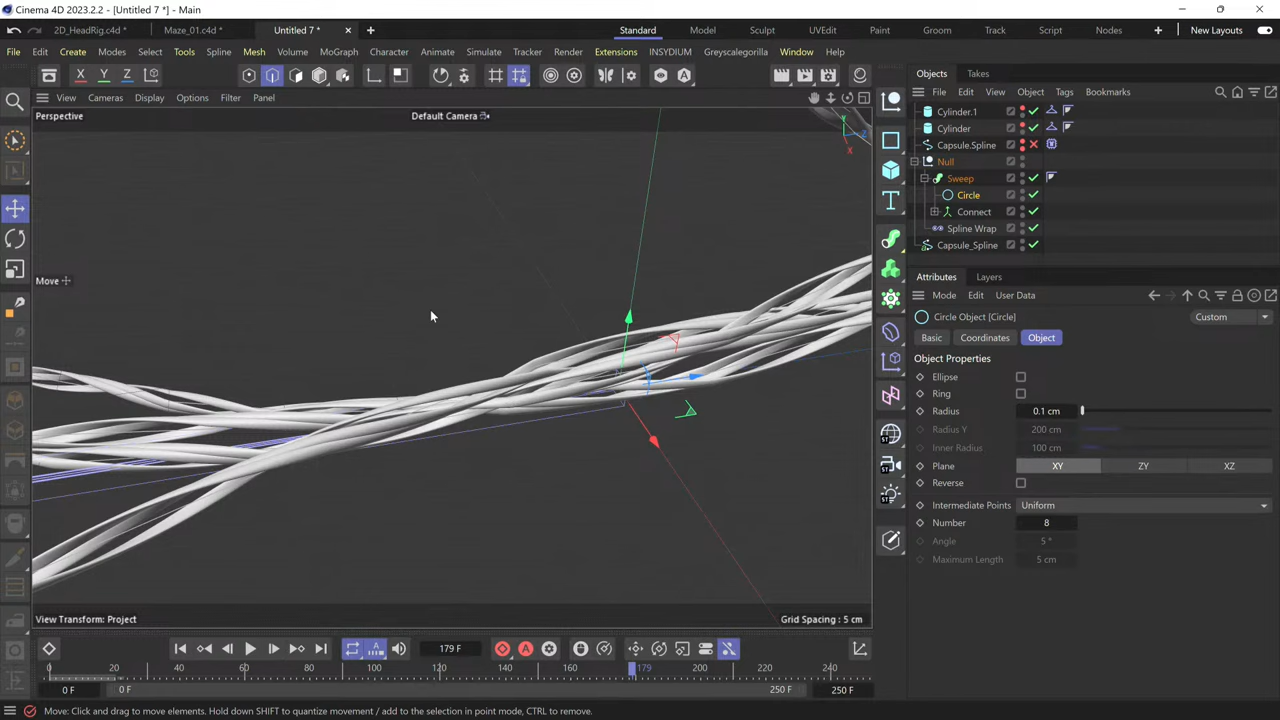 Cinema 4D 2023.2.2 - [Untitled 7 *] - Main
2D_HeadRig.c4d *
Maze_01.c4d *
Untitled 7 *
Standard
Model
Sculpt
UVEdit
Paint
Groom
Track
Script
Nodes
New Layouts
File Edit Create Modes Select Tools Spline Mesh Volume MoGraph Character Animate Simulate Tracker Render Extensions INSYDIUM Greyscalegorilla Window Help
X Y Z
Objects Takes
View Cameras Display Options Filter Panel
File Edit View Object Tags Bookmarks
Perspective
Default Camera
Y
Z
X
Cylinder.1
Cylinder
Capsule.Spline
Null
Sweep
Circle
Connect
Spline Wrap
Capsule_Spline
Move
Attributes Layers
Mode Edit User Data
Circle Object [Circle]
Custom
Basic
Coordinates
Object
Object Properties
Ellipse
Ring
Radius 0.1 cm
Radius Y 200 cm
Inner Radius 100 cm
Plane XY ZY XZ
Reverse
Intermediate Points Uniform
Number 8
Angle 5 °
Maximum Length 5 cm
ST
ST
ST
View Transform: Project
Grid Spacing : 5 cm
179 F
0 20 40 60 80 100 120 140 160 179 200 220 240
0 F
0 F
250 F
250 F
Move: Click and drag to move elements. Hold down SHIFT to quantize movement / add to the selection in point mode, CTRL to remove.